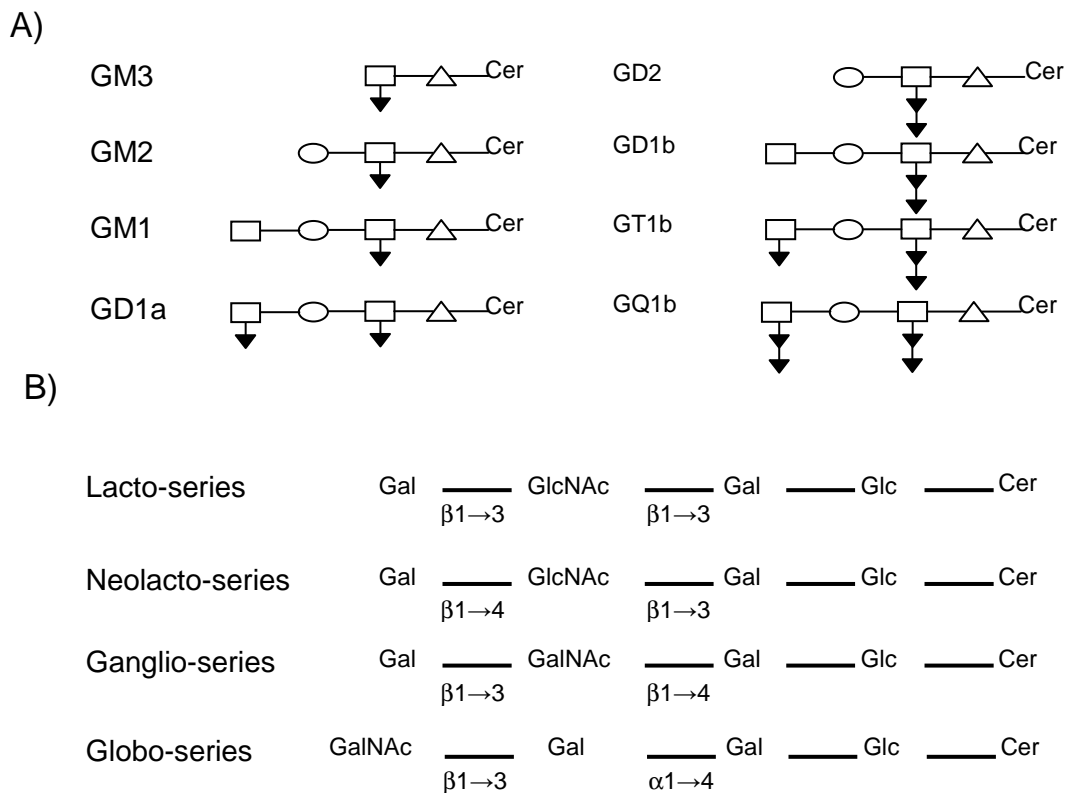 A)
GM3 Cer GD2 Cer
GM2 Cer GD1b Cer
GM1 Cer GT1b Cer
GD1a Cer GQ1b Cer
B)
Lacto-series Gal GlcNAc Gal Glc Cer
β1→3 β1→3
Neolacto-series Gal GlcNAc Gal Glc Cer
β1→4 β1→3
Ganglio-series Gal GalNAc Gal Glc Cer
β1→3 β1→4
Globo-series GalNAc Gal Gal Glc Cer
β1→3 α1→4